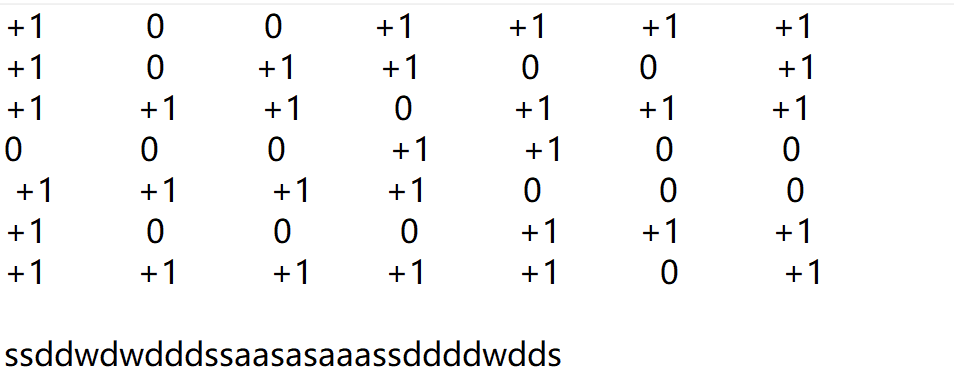 +1 0 0 +1 +1 +1 +1
+1 0 +1 +1 0 0 +1
+1 +1 +1 0 +1 +1 +1
0 0 0 +1 +1 0 0
+1 +1 +1 +1 0 0 0
+1 0 0 0 +1 +1 +1
+1 +1 +1 +1 +1 0 +1
ssddwdwdddssaasasaaassddddwdds